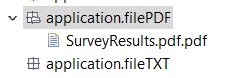 application.filePDF
SurveyResults.pdf.pdf
application.fileTXT